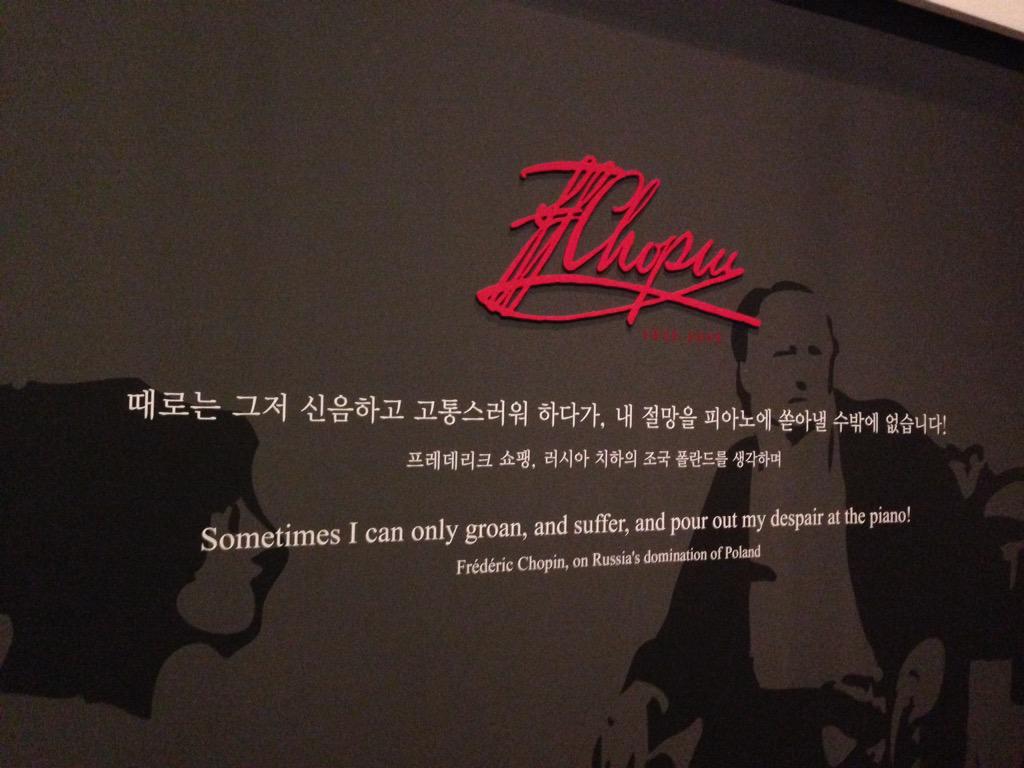 Chopin
때로는 그저 신음하고 고통스러워 하다가, 내 절망을 피아노에 쏟아낼 수밖에 없습니다!
프레데리크 쇼팽, 러시아 치하의 조국 폴란드를 생각하며
Sometimes I can only groan, and suffer, and pour out my despair at the piano!
Frédéric Chopin, on Russia's domination of Poland